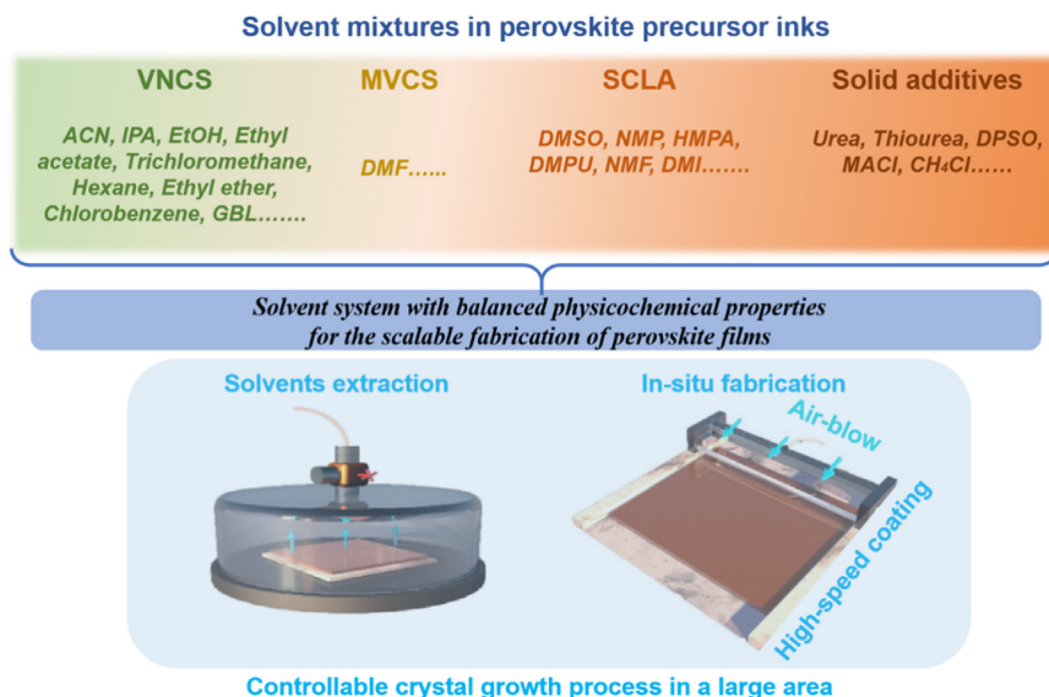 Solvent mixtures in perovskite precursor inks
VNCS
ACN, IPA, EtOH, Ethyl
acetate, Trichloromethane,
Hexane, Ethyl ether,
Chlorobenzene, GBL.......
MVCS
DMF......
SCLA
DMSO, NMP, HMPA,
DMPU, NMF, DMI.......
Solid additives
Urea, Thiourea, DPSO,
MACl, CH₄Cl......
Solvent system with balanced physicochemical properties
for the scalable fabrication of perovskite films
Solvents extraction
In-situ fabrication
Air-blow
High-speed coating
Controllable crystal growth process in a large area